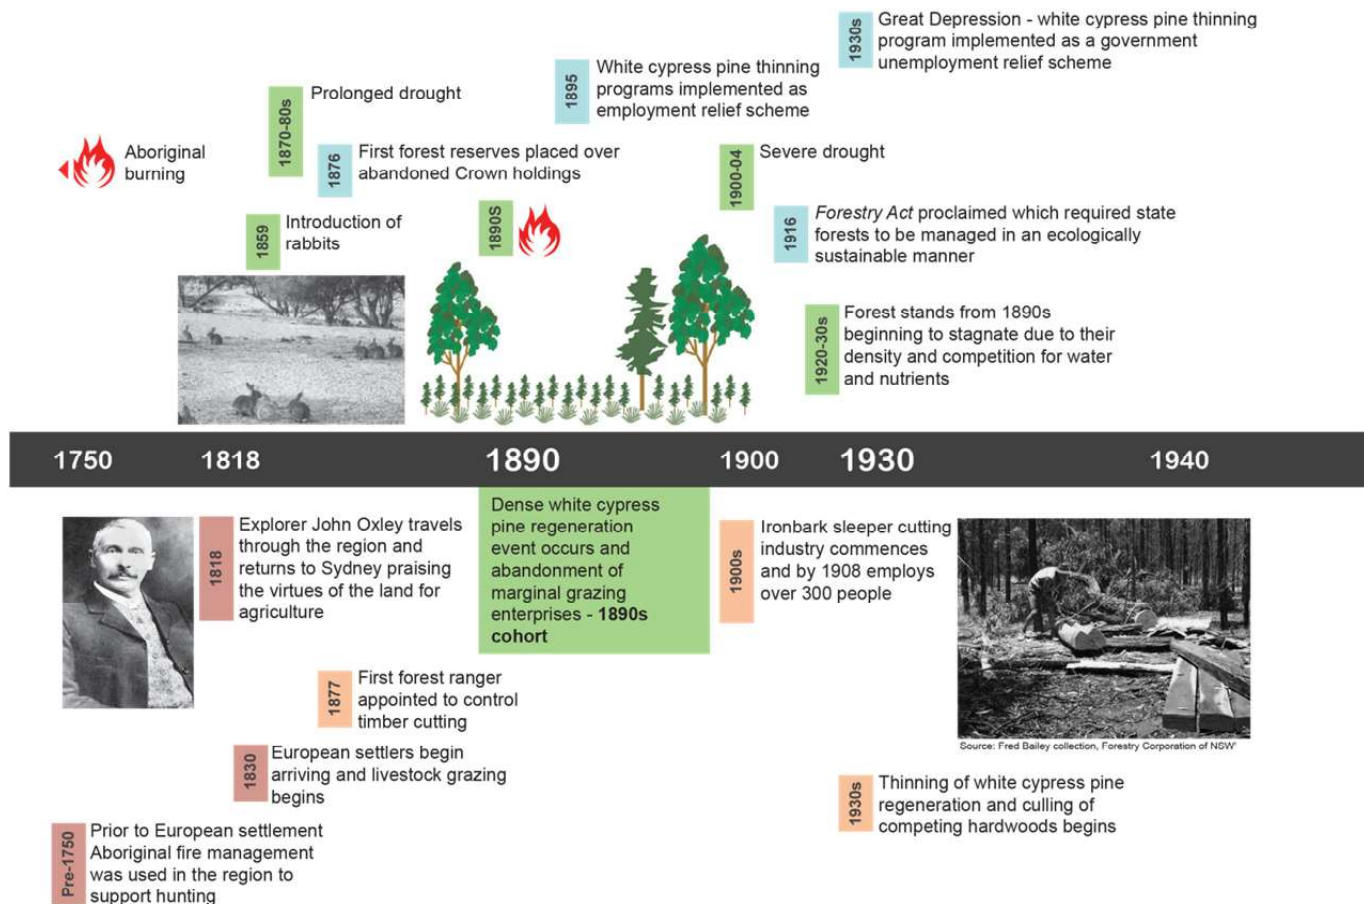 1930s
Great Depression - white cypress pine thinning
program implemented as a government
unemployment relief scheme
1895
White cypress pine thinning
programs implemented as
employment relief scheme
1870-80s
Prolonged drought
Aboriginal
burning
1876
First forest reserves placed over
abandoned Crown holdings
1900-04
Severe drought
1859
Introduction of
rabbits
1890S
1916
Forestry Act proclaimed which required state
forests to be managed in an ecologically
sustainable manner
1920-30s
Forest stands from 1890s
beginning to stagnate due to their
density and competition for water
and nutrients
1750 1818 1890 1900 1930 1940
1818
Explorer John Oxley travels
through the region and
returns to Sydney praising
the virtues of the land for
agriculture
Dense white cypress
pine regeneration
event occurs and
abandonment of
marginal grazing
enterprises - 1890s
cohort
1900s
Ironbark sleeper cutting
industry commences
and by 1908 employs
over 300 people
1877
First forest ranger
appointed to control
timber cutting
Source: Fred Bailey collection, Forestry Corporation of NSW'
1830
European settlers begin
arriving and livestock grazing
begins
1930s
Thinning of white cypress pine
regeneration and culling of
competing hardwoods begins
Pre-1750
Prior to European settlement
Aboriginal fire management
was used in the region to
support hunting